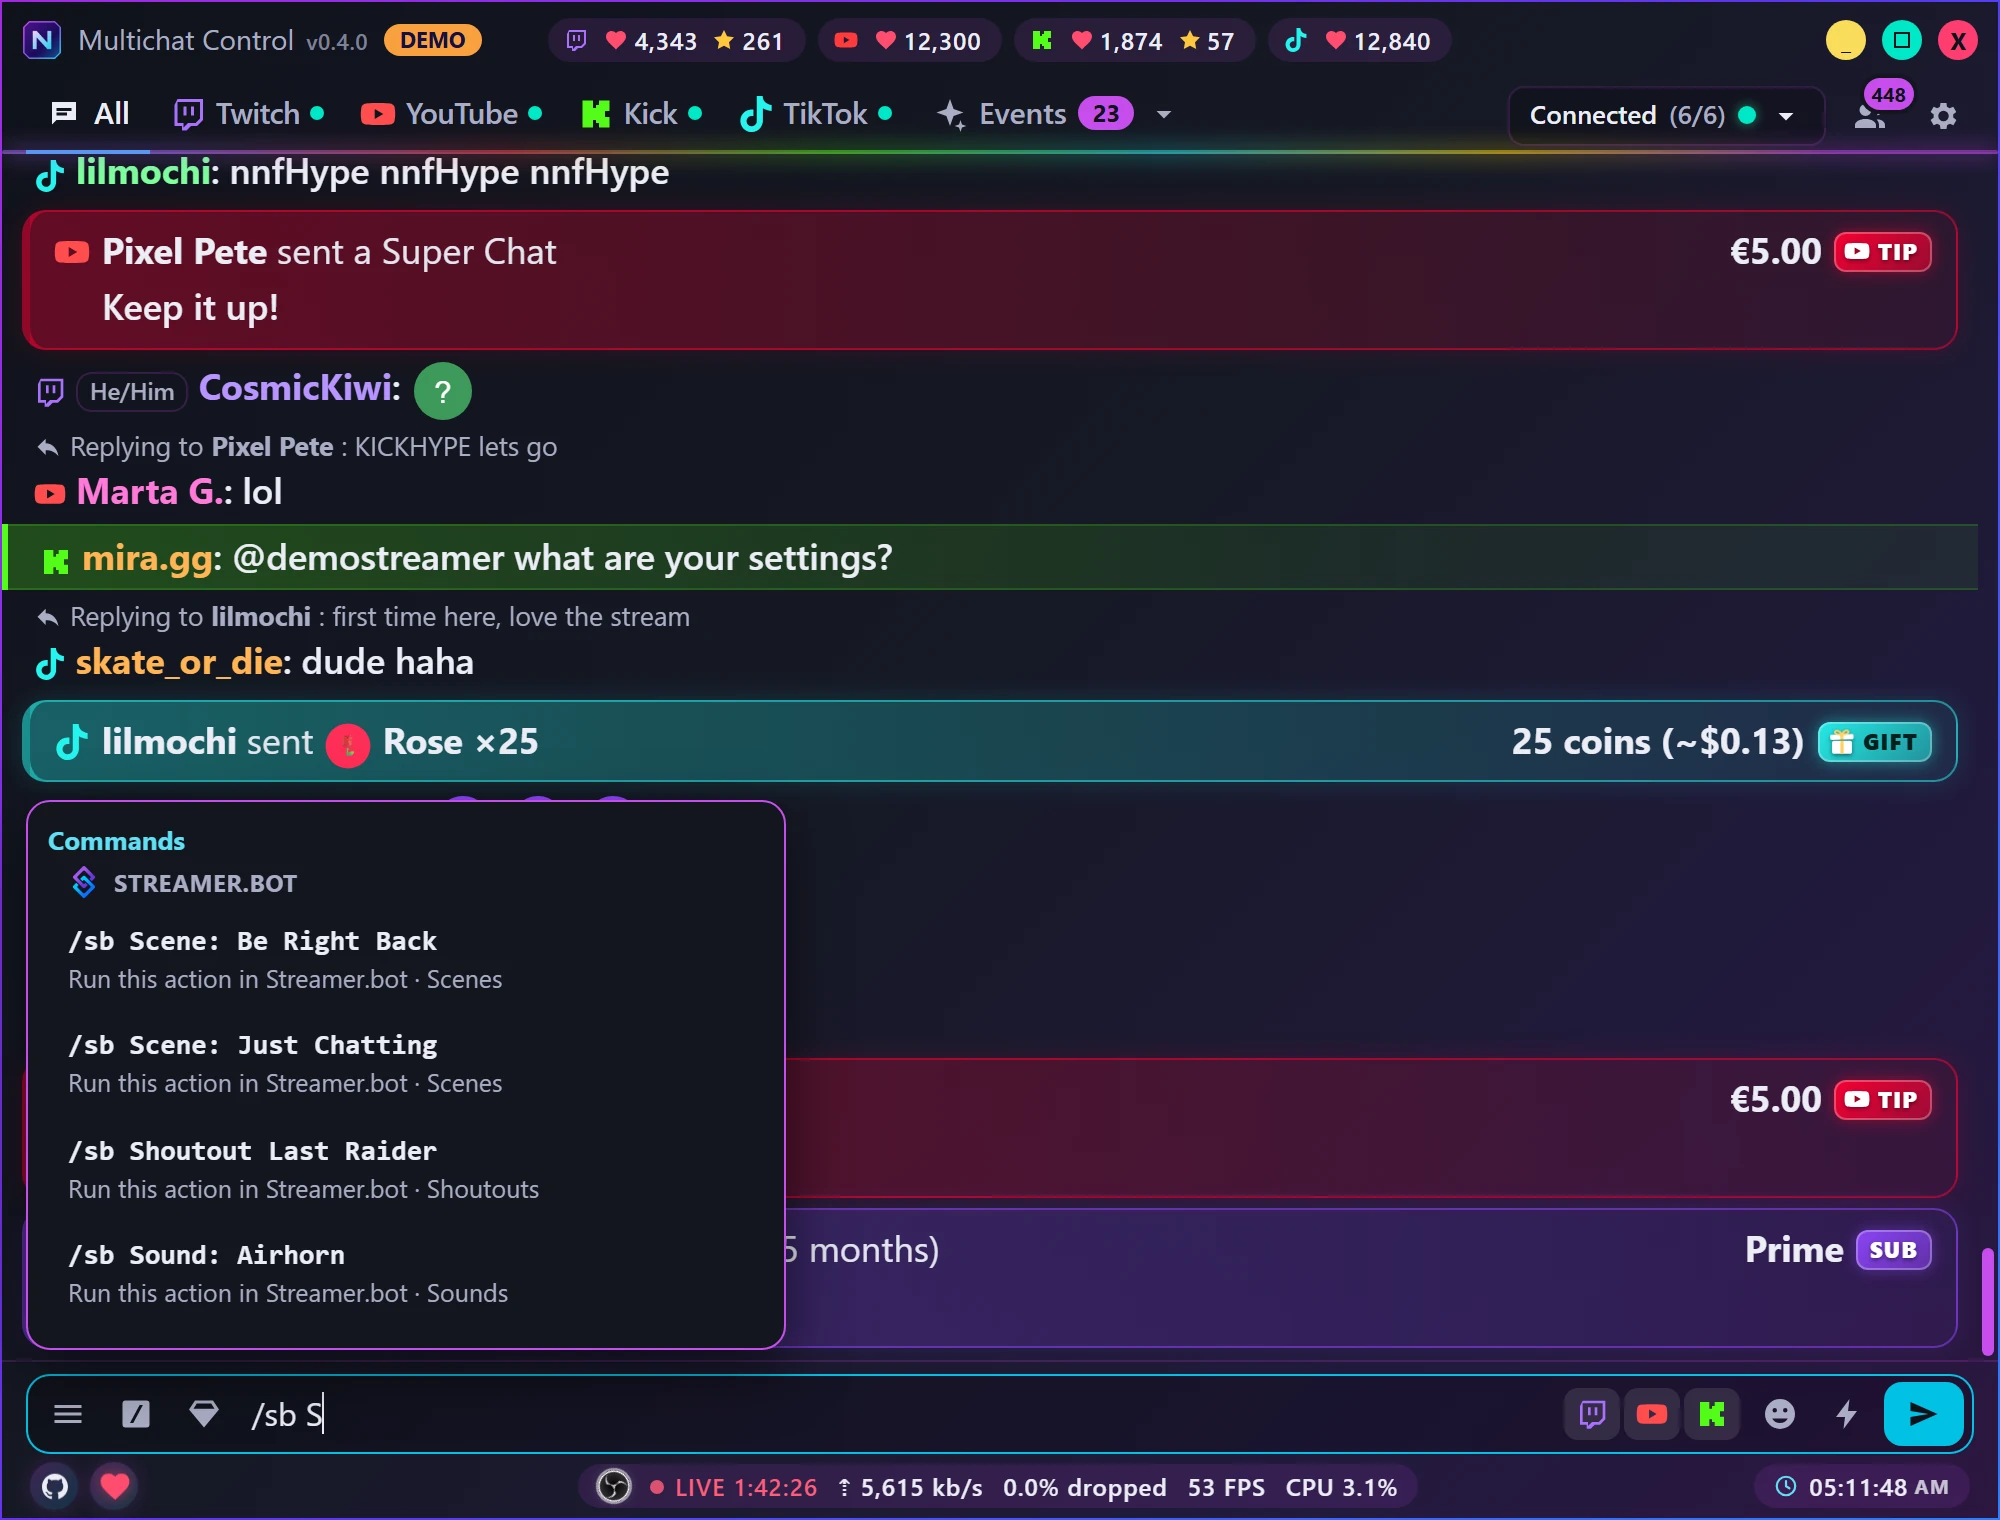 N Multichat Control v0.4.0 DEMO 4,343 261 12,300 1,874 57 12,840 _ X
All Twitch YouTube Kick TikTok Events 23 Connected (6/6) 448
lilmochi: nnfHype nnfHype nnfHype
Pixel Pete sent a Super Chat €5.00 TIP
Keep it up!
He/Him CosmicKiwi: ?
Replying to Pixel Pete : KICKHYPE lets go
Marta G.: lol
mira.gg: @demostreamer what are your settings?
Replying to lilmochi : first time here, love the stream
skate_or_die: dude haha
lilmochi sent Rose ×25 25 coins (~$0.13) GIFT
Commands
STREAMER.BOT
/sb Scene: Be Right Back
Run this action in Streamer.bot · Scenes
/sb Scene: Just Chatting
Run this action in Streamer.bot · Scenes
€5.00 TIP
/sb Shoutout Last Raider
Run this action in Streamer.bot · Shoutouts
/sb Sound: Airhorn
Run this action in Streamer.bot · Sounds
5 months) Prime SUB
/sb S
LIVE 1:42:26 5,615 kb/s 0.0% dropped 53 FPS CPU 3.1% 05:11:48 AM